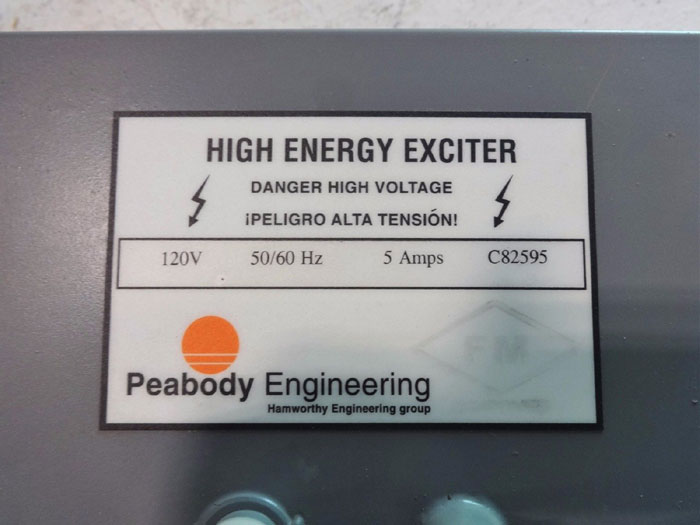 HIGH ENERGY EXCITER
DANGER HIGH VOLTAGE
¡PELIGRO ALTA TENSIÓN!
120V 50/60 Hz 5 Amps C82595
Peabody Engineering
Hamworthy Engineering group